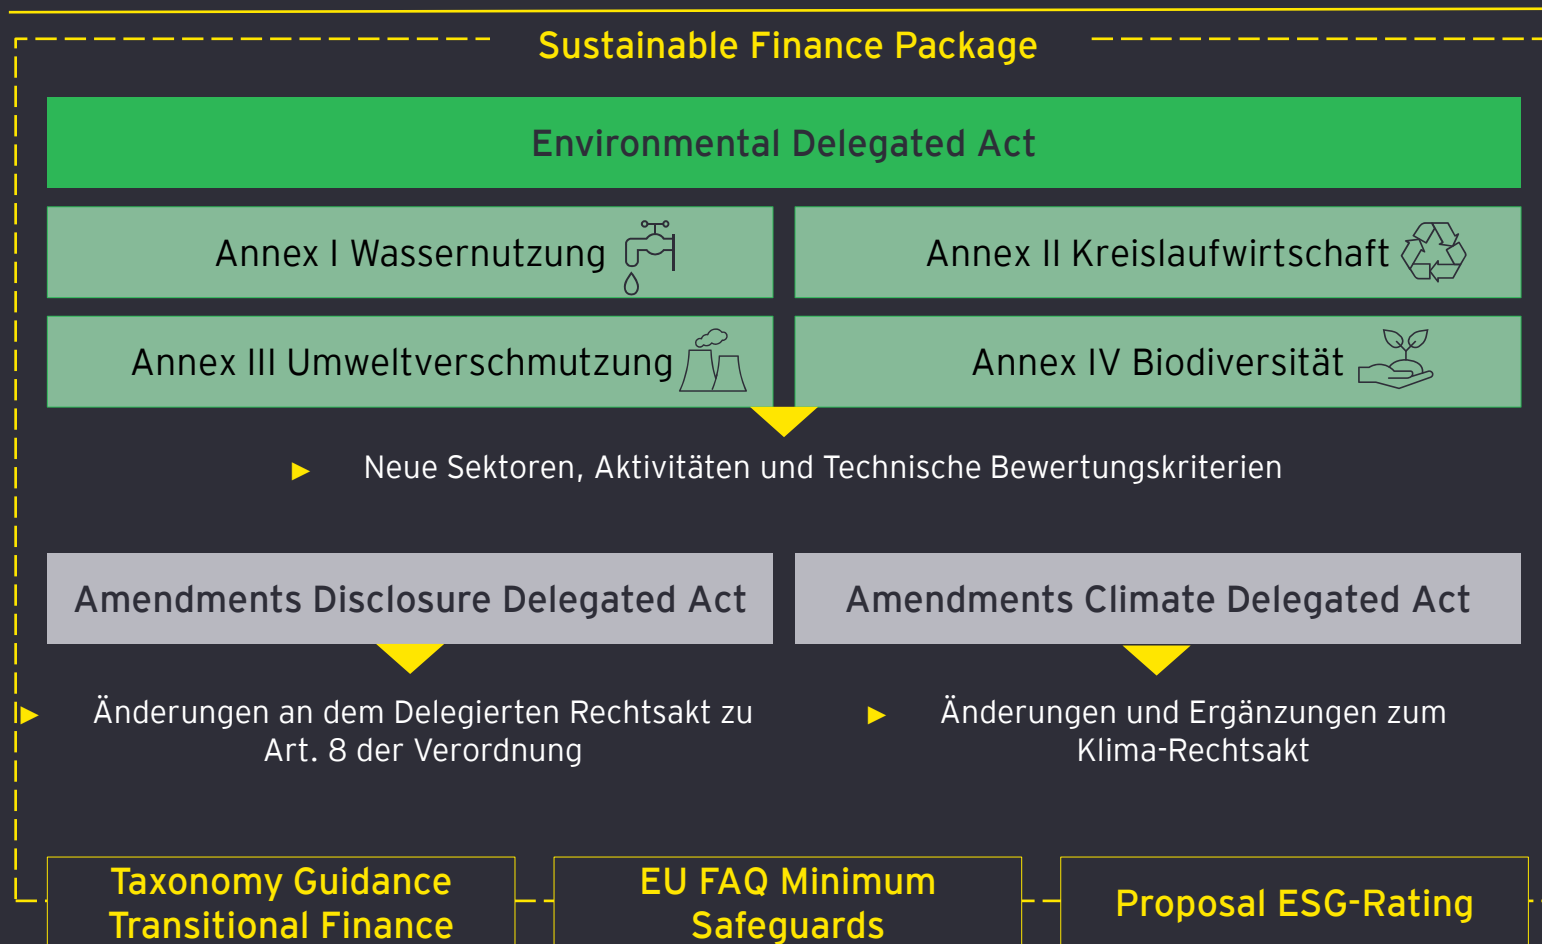 Sustainable Finance Package
Environmental Delegated Act
Annex I Wassernutzung
Annex II Kreislaufwirtschaft
Annex III Umweltverschmutzung
Annex IV Biodiversität
► Neue Sektoren, Aktivitäten und Technische Bewertungskriterien
Amendments Disclosure Delegated Act
Amendments Climate Delegated Act
► Änderungen an dem Delegierten Rechtsakt zu
Art. 8 der Verordnung
► Änderungen und Ergänzungen zum
Klima-Rechtsakt
Taxonomy Guidance
Transitional Finance
EU FAQ Minimum
Safeguards
Proposal ESG-Rating